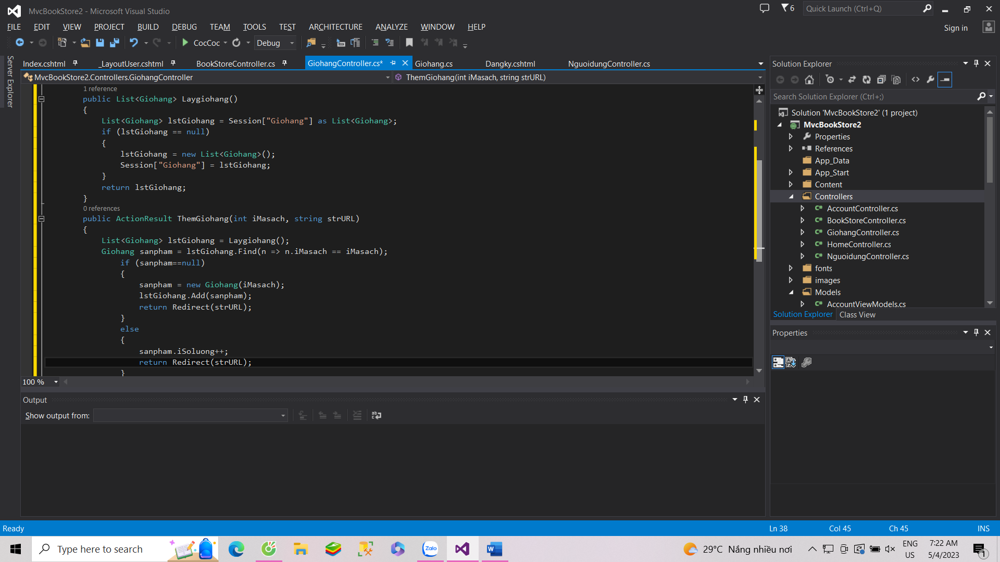 MvcBookStore2 - Microsoft Visual Studio
6
Quick Launch (Ctrl+Q)
FILE EDIT VIEW PROJECT BUILD DEBUG TEAM TOOLS TEST ARCHITECTURE ANALYZE WINDOW HELP
Sign in
CocCoc
Debug
Server Explorer
Index.cshtml _LayoutUser.cshtml BookStoreController.cs GiohangController.cs* Giohang.cs Dangky.cshtml NguoidungController.cs
MvcBookStore2.Controllers.GiohangController
ThemGiohang(int iMasach, string strURL)
1 reference
public List<Giohang> Laygiohang()
{
List<Giohang> lstGiohang = Session["Giohang"] as List<Giohang>;
if (lstGiohang == null)
{
lstGiohang = new List<Giohang>();
Session["Giohang"] = lstGiohang;
}
return lstGiohang;
}
0 references
public ActionResult ThemGiohang(int iMasach, string strURL)
{
List<Giohang> lstGiohang = Laygiohang();
Giohang sanpham = lstGiohang.Find(n => n.iMasach == iMasach);
if (sanpham==null)
{
sanpham = new Giohang(iMasach);
lstGiohang.Add(sanpham);
return Redirect(strURL);
}
else
{
sanpham.iSoluong++;
return Redirect(strURL);
}
100 %
Output
Show output from:
Solution Explorer
Search Solution Explorer (Ctrl+;)
Solution 'MvcBookStore2' (1 project)
MvcBookStore2
Properties
References
App_Data
App_Start
Content
Controllers
C# AccountController.cs
C# BookStoreController.cs
C# GiohangController.cs
C# HomeController.cs
C# NguoidungController.cs
fonts
images
Models
C# AccountViewModels.cs
Solution Explorer Class View
Properties
Ready
Ln 38 Col 45 Ch 45 INS
Type here to search
Zalo
29°C Nắng nhiều nơi
ENG
US
7:22 AM
5/4/2023
1